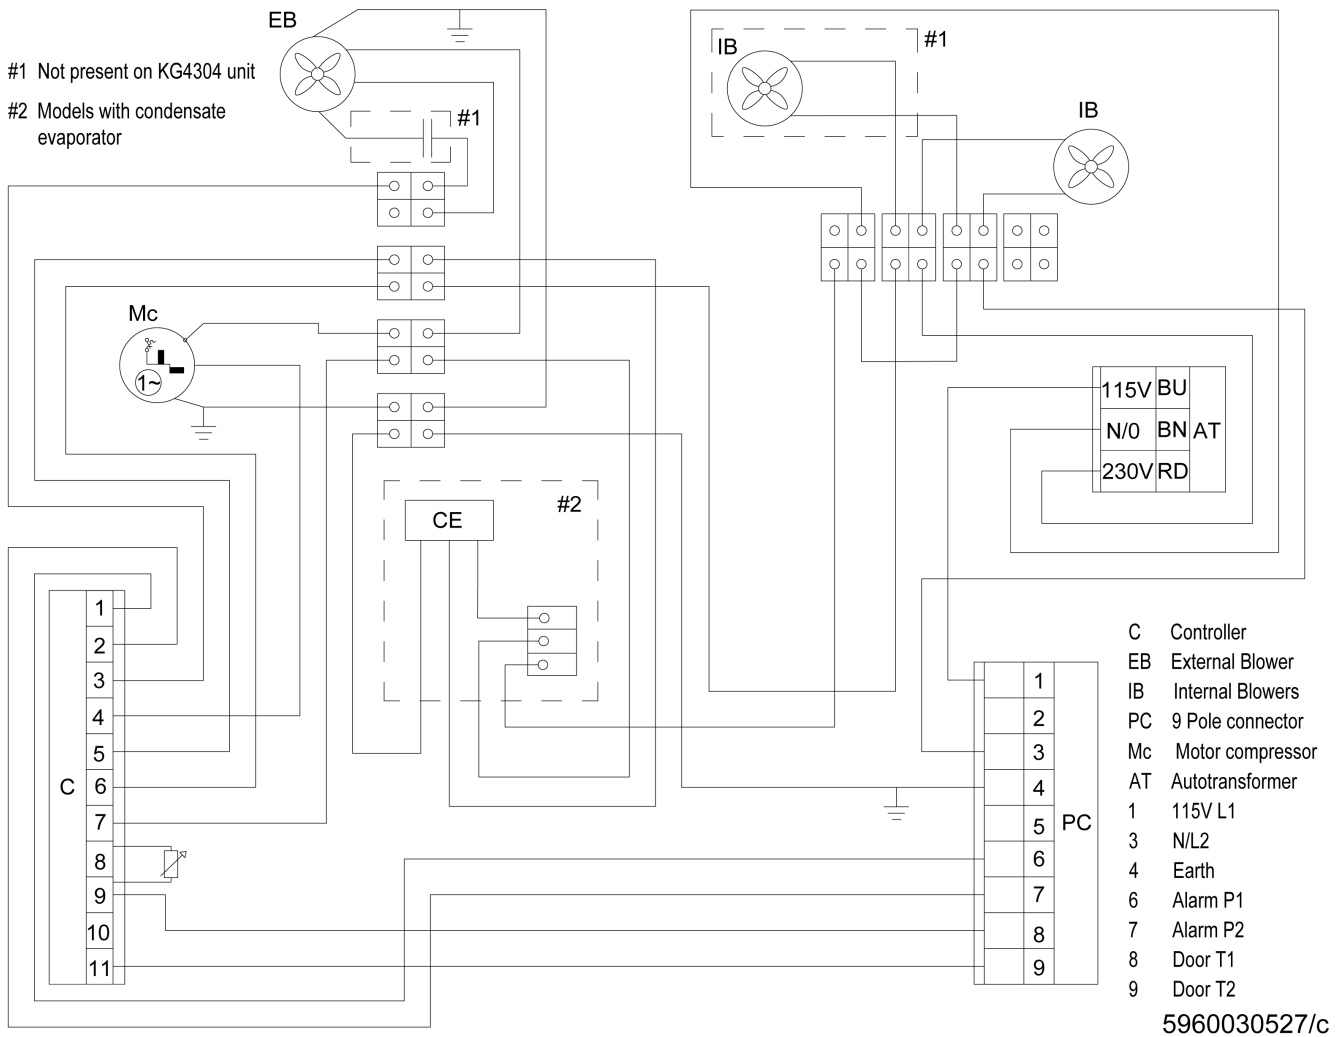 EB
#1 Not present on KG4304 unit
#2 Models with condensate
evaporator
#1
IB
#1
IB
Mc
1~
115V BU
N/0 BN AT
230V RD
#2
CE
C
1
2
3
4
5
6
7
8
9
10
11
1
2
3
4
5
6
7
8
9
PC
C Controller
EB External Blower
IB Internal Blowers
PC 9 Pole connector
Mc Motor compressor
AT Autotransformer
1 115V L1
3 N/L2
4 Earth
6 Alarm P1
7 Alarm P2
8 Door T1
9 Door T2
5960030527/c